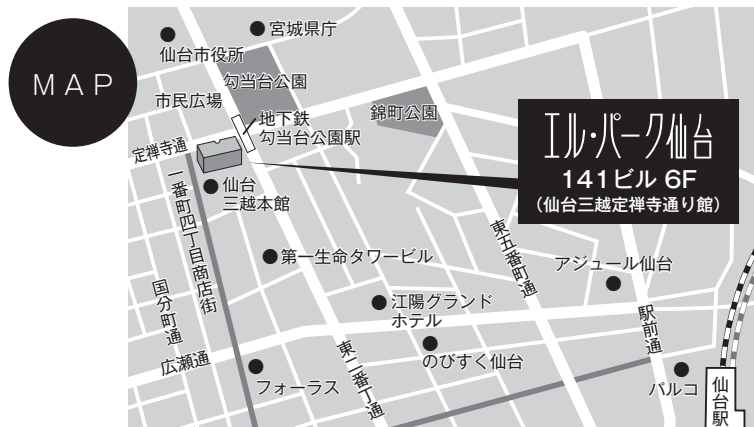 MAP
宮城県庁
仙台市役所
勾当台公園
市民広場
地下鉄
勾当台公園駅
錦町公園
定禅寺通
エル・パーク仙台
141ビル 6F
（仙台三越定禅寺通り館）
仙台
三越本館
一番町四丁目商店街
国分町通
広瀬通
第一生命タワービル
東五番町通
アジュール仙台
江陽グランド
ホテル
駅前通
のびすく仙台
東二番丁通
フォーラス
パルコ
仙台駅